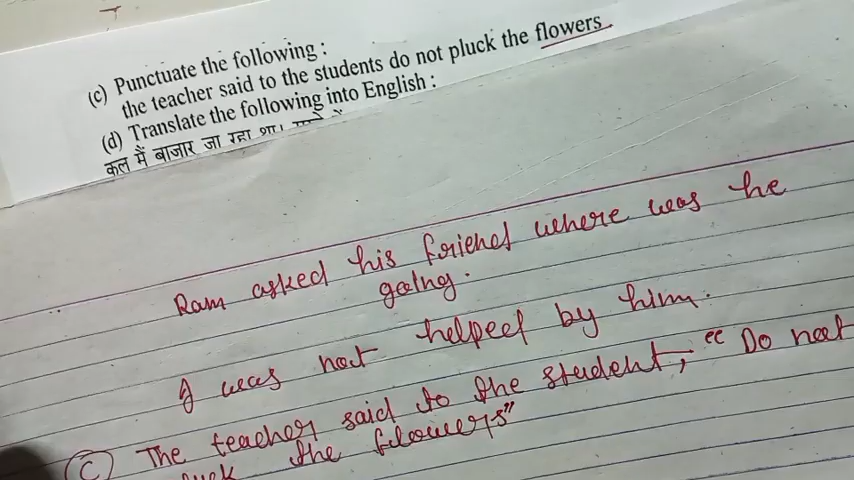 (c) Punctuate the following :
the teacher said to the students do not pluck the flowers.
(d) Translate the following into English :
कल मैं बाजार जा रहा था।
Ram asked his friend where was he
going.
I was not helped by him.
(C) The teacher said to the student, " Do not
the flowers"